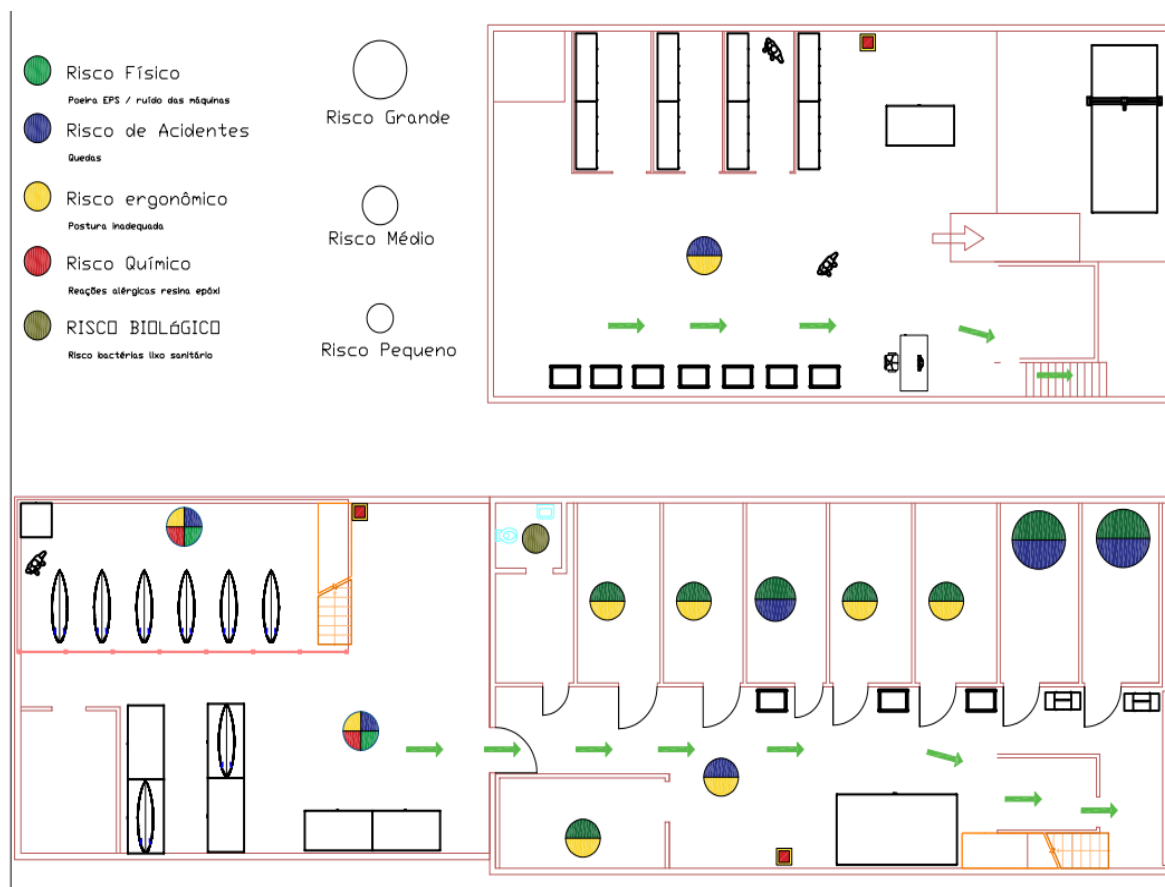 Risco Físico
Poeira EPS / ruído das máquinas
Risco de Acidentes
Quedas
Risco ergonômico
Postura inadequada
Risco Químico
Reações alérgicas resina epóxi
RISCO BIOLóGICO
Risco bactérias lixo sanitário
Risco Grande
Risco Médio
Risco Pequeno